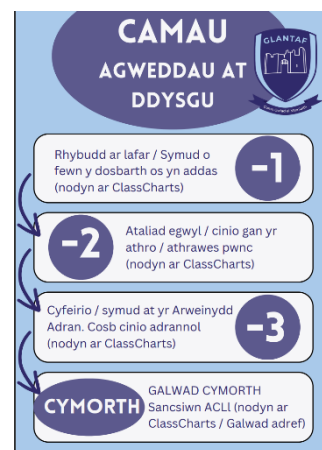 CAMAU
AGWEDDAU AT
DDYSGU
GLANTAF
Rhybudd ar lafar / Symud o
fewn y dosbarth os yn addas
(nodyn ar ClassCharts)
-1
-2
Ataliad egwyl / cinio gan yr
athro / athrawes pwnc
(nodyn ar ClassCharts)
Cyfeirio / symud at yr Arweinydd
Adran. Cosb cinio adrannol
(nodyn ar ClassCharts)
-3
CYMORTH
GALWAD CYMORTH
Sancsiwn ACLl (nodyn ar
ClassCharts / Galwad adref)